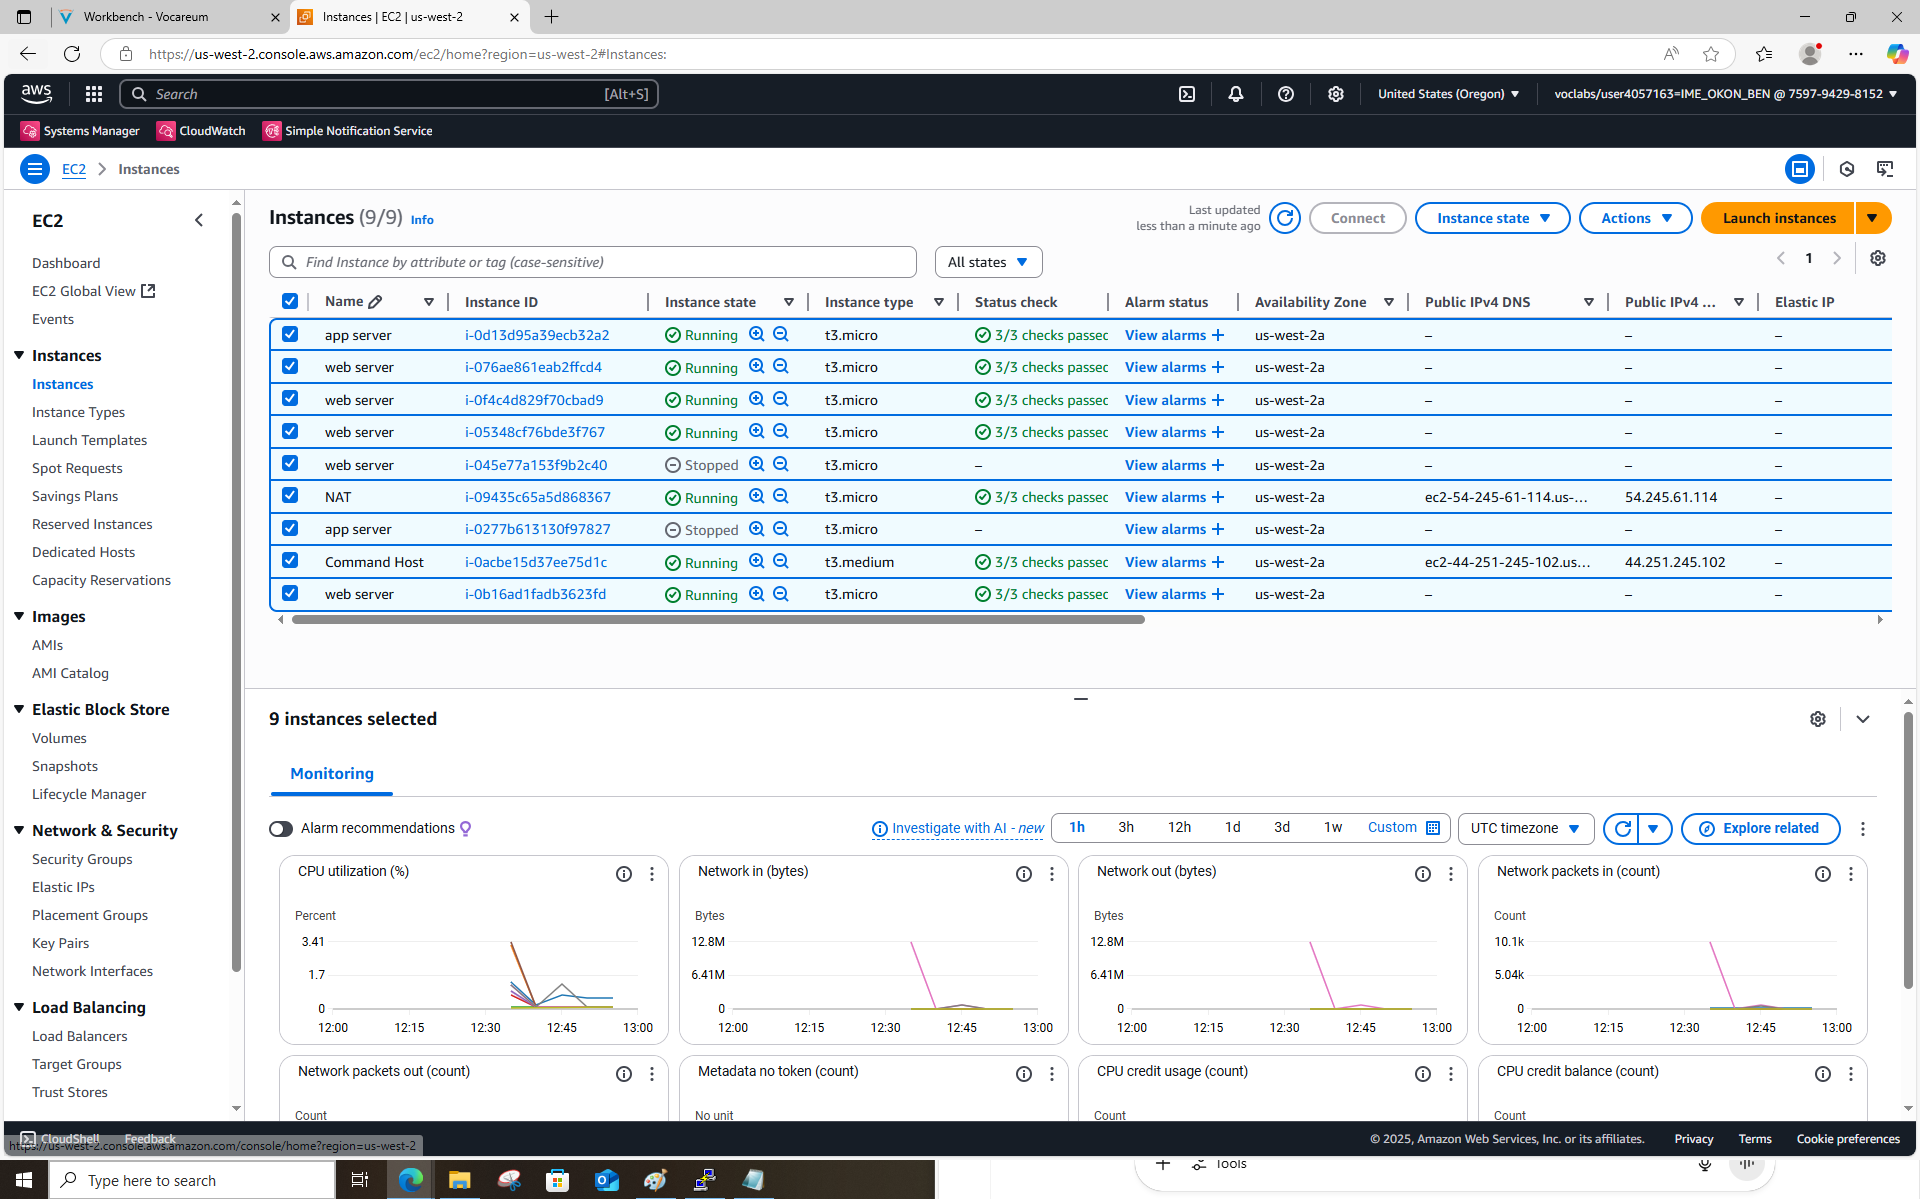 Workbench - Vocareum
Instances | EC2 | us-west-2
https://us-west-2.console.aws.amazon.com/ec2/home?region=us-west-2#Instances:
aws
Search
[Alt+S]
United States (Oregon)
voclabs/user4057163=IME_OKON_BEN @ 7597-9429-8152
Systems Manager
CloudWatch
Simple Notification Service
EC2
Instances
EC2
Dashboard
EC2 Global View
Events
Instances
Instances
Instance Types
Launch Templates
Spot Requests
Savings Plans
Reserved Instances
Dedicated Hosts
Capacity Reservations
Images
AMIs
AMI Catalog
Elastic Block Store
Volumes
Snapshots
Lifecycle Manager
Network & Security
Security Groups
Elastic IPs
Placement Groups
Key Pairs
Network Interfaces
Load Balancing
Load Balancers
Target Groups
Trust Stores
Instances (9/9) Info
Last updated
less than a minute ago
Connect
Instance state
Actions
Launch instances
Find Instance by attribute or tag (case-sensitive)
All states
1
Name Instance ID Instance state Instance type Status check Alarm status Availability Zone Public IPv4 DNS Public IPv4 ... Elastic IP
app server i-0d13d95a39ecb32a2 Running t3.micro 3/3 checks passec View alarms + us-west-2a – – –
web server i-076ae861eab2ffcd4 Running t3.micro 3/3 checks passec View alarms + us-west-2a – – –
web server i-0f4c4d829f70cbad9 Running t3.micro 3/3 checks passec View alarms + us-west-2a – – –
web server i-05348cf76bde3f767 Running t3.micro 3/3 checks passec View alarms + us-west-2a – – –
web server i-045e77a153f9b2c40 Stopped t3.micro – View alarms + us-west-2a – – –
NAT i-09435c65a5d868367 Running t3.micro 3/3 checks passec View alarms + us-west-2a ec2-54-245-61-114.us-... 54.245.61.114 –
app server i-0277b613130f97827 Stopped t3.micro – View alarms + us-west-2a – – –
Command Host i-0acbe15d37ee75d1c Running t3.medium 3/3 checks passec View alarms + us-west-2a ec2-44-251-245-102.us... 44.251.245.102 –
web server i-0b16ad1fadb3623fd Running t3.micro 3/3 checks passec View alarms + us-west-2a – – –
9 instances selected
Monitoring
Alarm recommendations
Investigate with AI - new
1h 3h 12h 1d 3d 1w Custom
UTC timezone
Explore related
CPU utilization (%)
Percent
3.41
1.7
0
12:00 12:15 12:30 12:45 13:00
Network in (bytes)
Bytes
12.8M
6.41M
0
12:00 12:15 12:30 12:45 13:00
Network out (bytes)
Bytes
12.8M
6.41M
0
12:00 12:15 12:30 12:45 13:00
Network packets in (count)
Count
10.1k
5.04k
0
12:00 12:15 12:30 12:45 13:00
Network packets out (count)
Count
Metadata no token (count)
No unit
CPU credit usage (count)
Count
CPU credit balance (count)
Count
CloudShell Feedback
https://us-west-2.console.aws.amazon.com/console/home?region=us-west-2
© 2025, Amazon Web Services, Inc. or its affiliates. Privacy Terms Cookie preferences
Type here to search
Tools